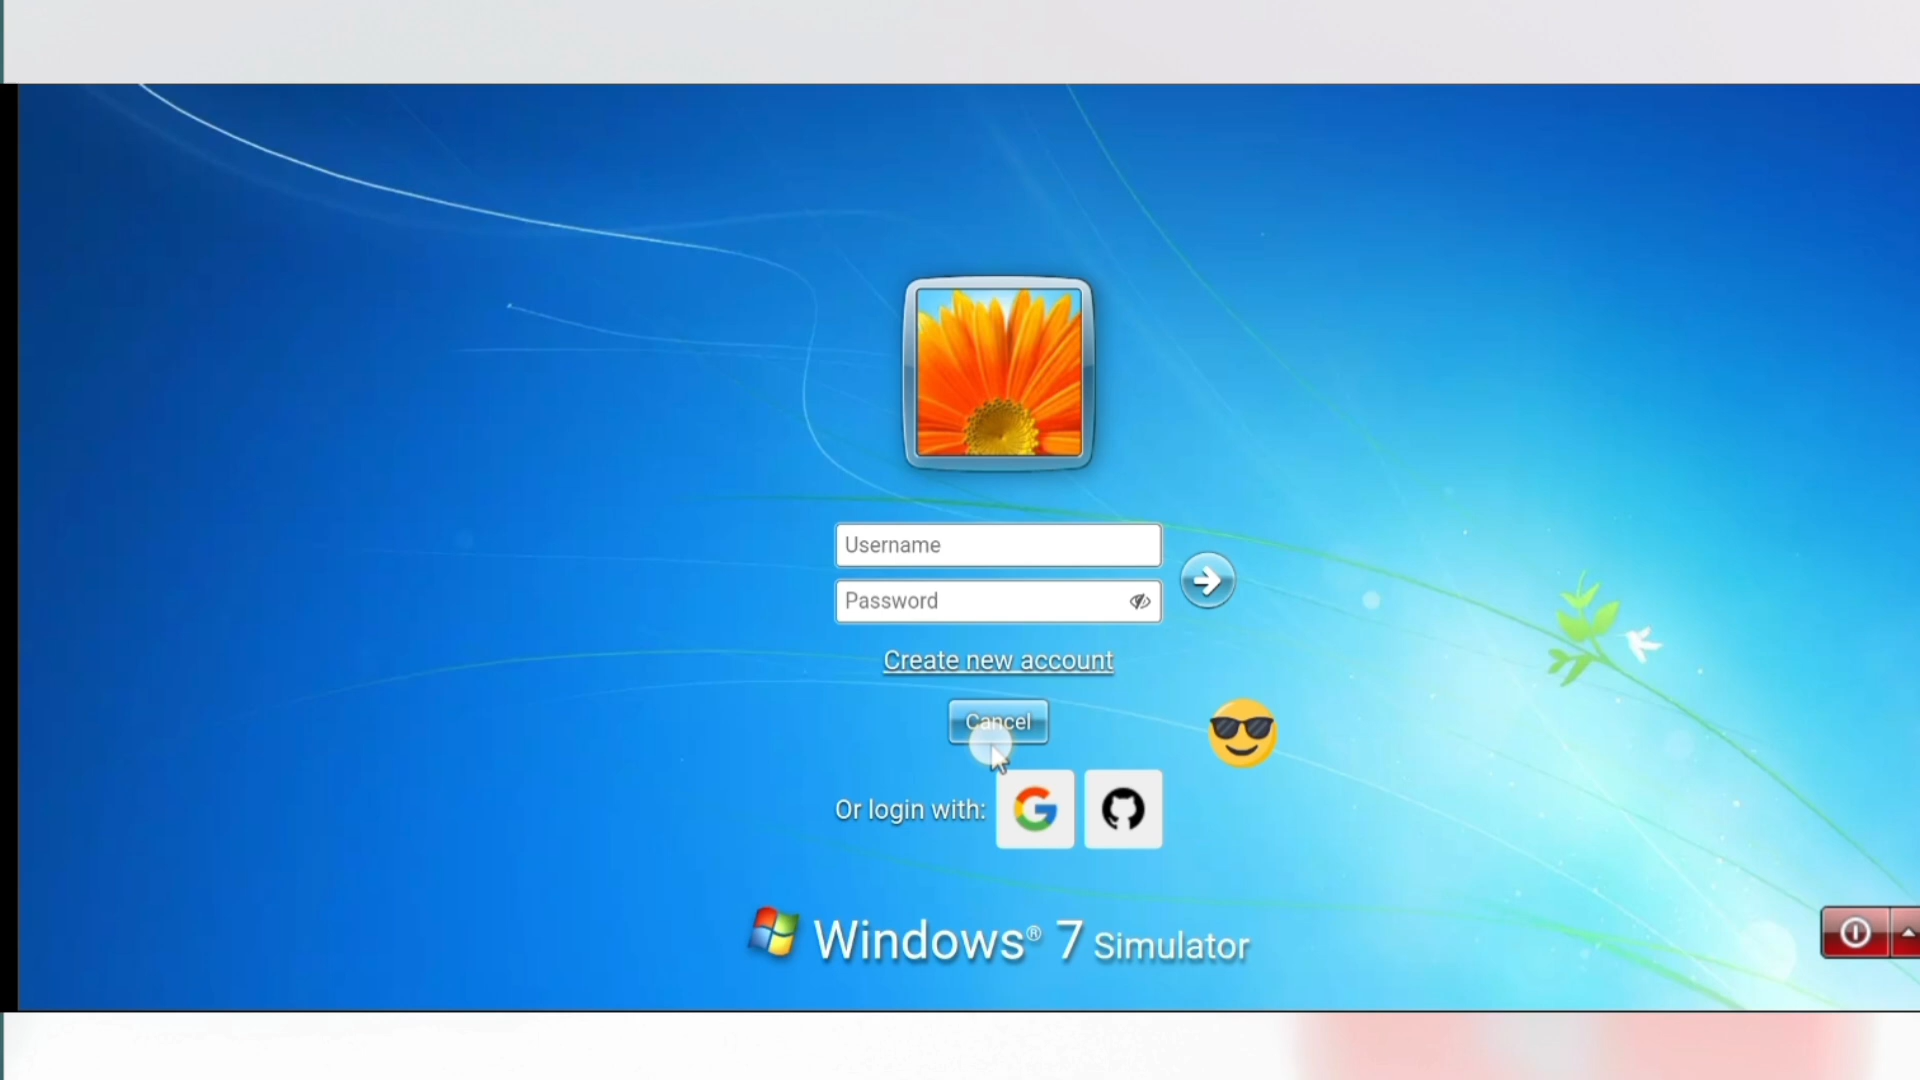 Username
Password
Create new account
Cancel
Or login with:
Windows® 7 Simulator